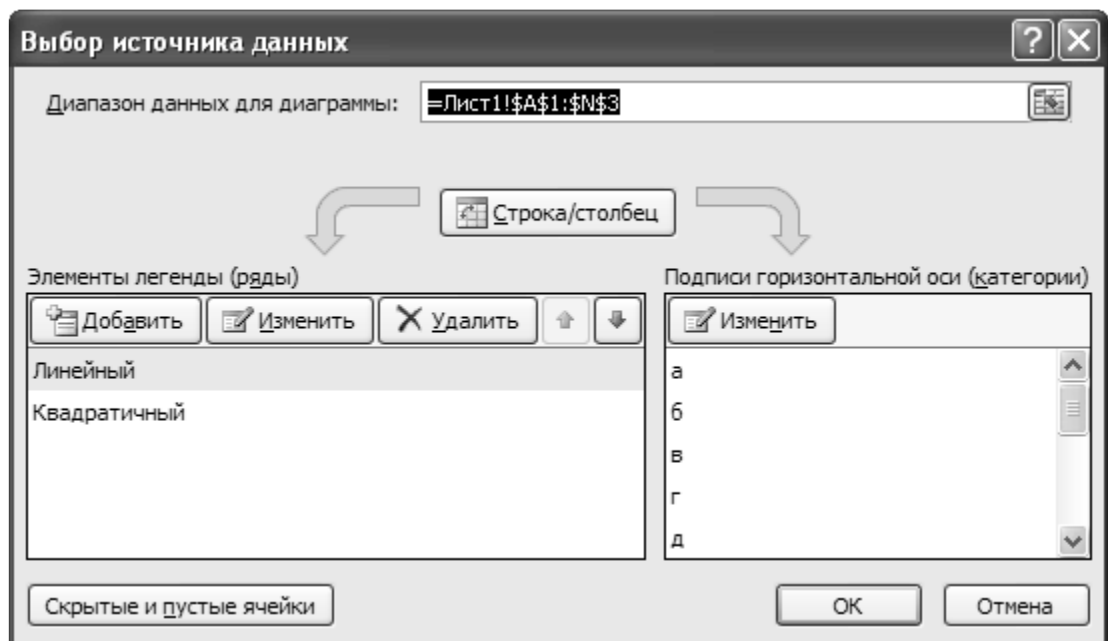 Выбор источника данных
Диапазон данных для диаграммы: =Лист1!$A$1:$N$3
Строка/столбец
Элементы легенды (ряды)
Подписи горизонтальной оси (категории)
Добавить Изменить Удалить
Изменить
Линейный
Квадратичный
а
б
в
г
д
Скрытые и пустые ячейки
ОК
Отмена